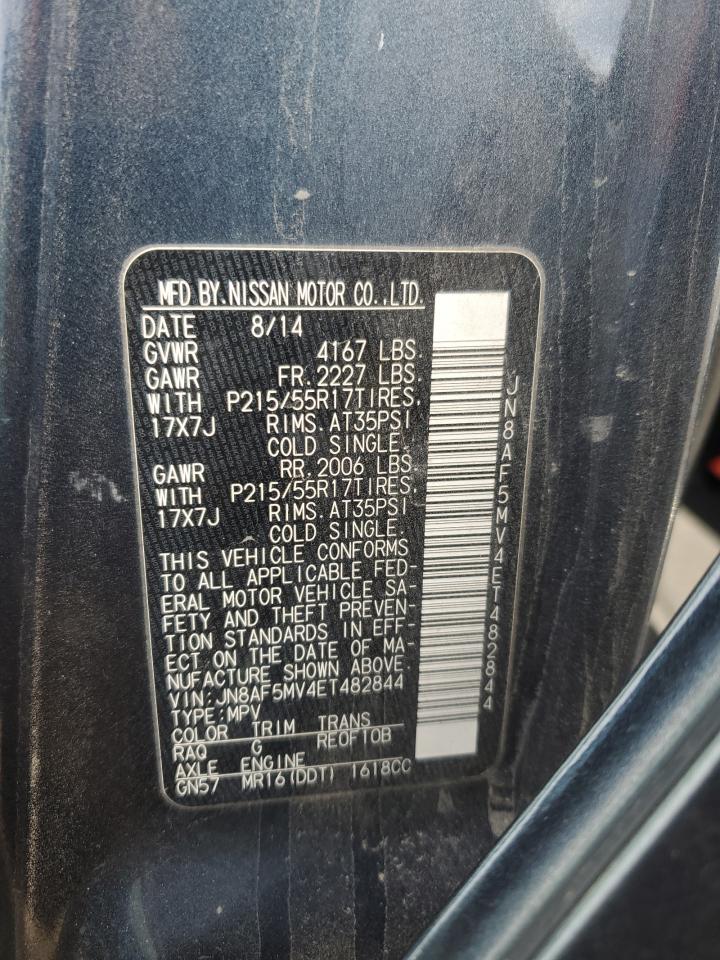 MFD BY.NISSAN MOTOR CO.,LTD.
DATE 8/14
GVWR 4167 LBS.
GAWR FR.2227 LBS.
WITH P215/55R17TIRES.
17X7J RIMS.AT35PSI
COLD SINGLE.
GAWR RR.2006 LBS.
WITH P215/55R17TIRES.
17X7J RIMS.AT35PSI
COLD SINGLE.
THIS VEHICLE CONFORMS
TO ALL APPLICABLE FED-
ERAL MOTOR VEHICLE SA-
FETY AND THEFT PREVEN-
TION STANDARDS IN EFF-
ECT ON THE DATE OF MA-
NUFACTURE SHOWN ABOVE.
VIN:JN8AF5MV4ET482844
TYPE:MPV
COLOR TRIM TRANS
RAQ G RE0F10B
AXLE ENGINE
GN57 MR16(DDT) 1618CC
JN8AF5MV4ET482844